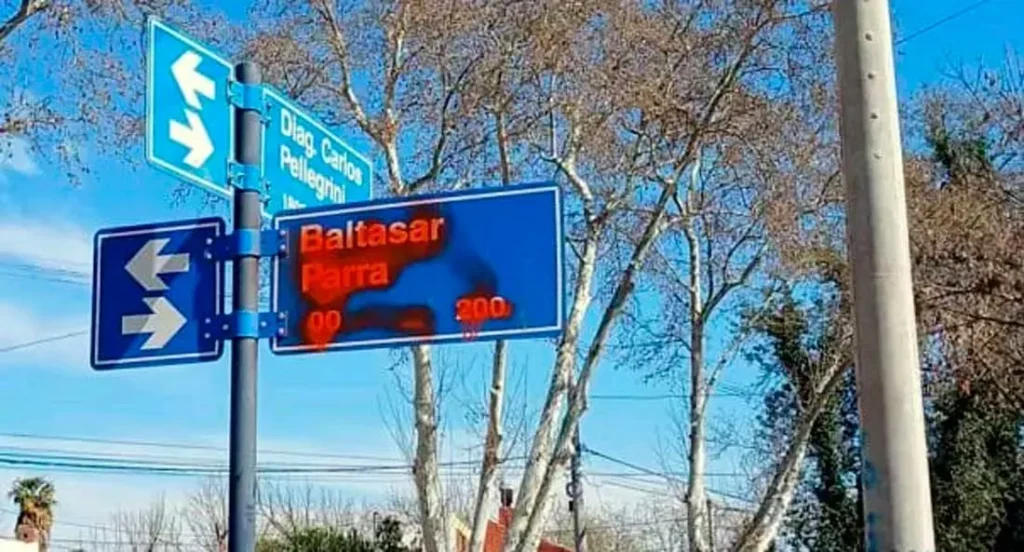 Diag. Carlos
Pellegrini
Baltasar
Parra
00 200